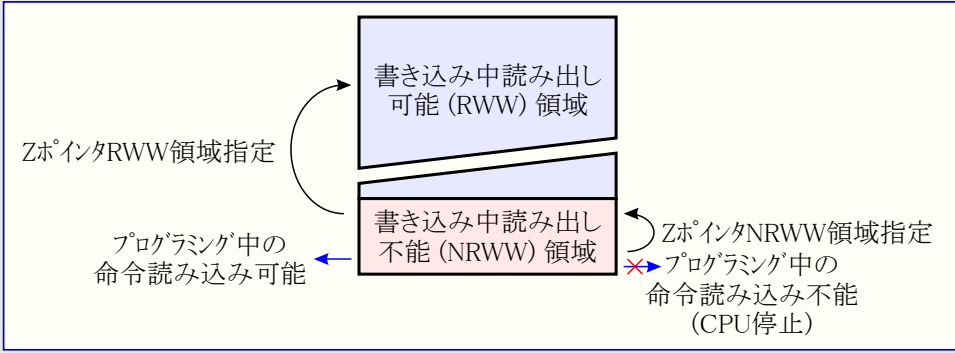 書き込み中読み出し
可能 (RWW) 領域
ZﾎﾟｲﾝﾀRWW領域指定
書き込み中読み出し
不能 (NRWW) 領域
ﾌﾟﾛｸﾞﾗﾐﾝｸﾞ中の
命令読み込み可能
ZﾎﾟｲﾝﾀNRWW領域指定
ﾌﾟﾛｸﾞﾗﾐﾝｸﾞ中の
命令読み込み不能
(CPU停止)